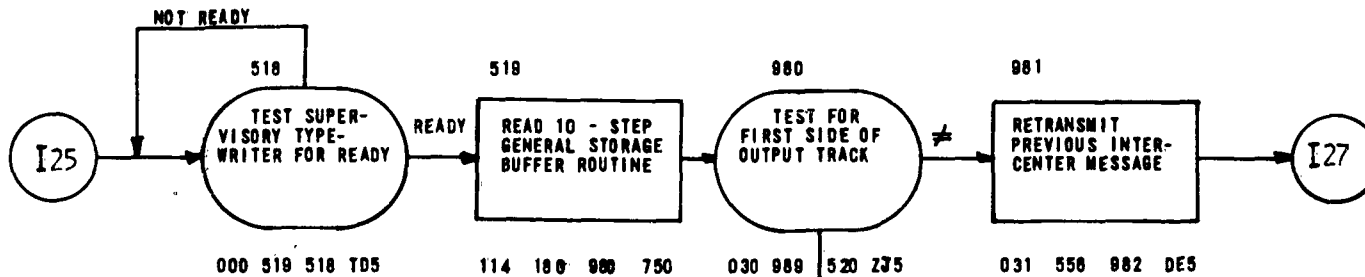 NOT READY
518
519
980
981
I25
TEST SUPER-
VISORY TYPE-
WRITER FOR READY
READY
READ 10 - STEP
GENERAL STORAGE
BUFFER ROUTINE
TEST FOR
FIRST SIDE OF
OUTPUT TRACK
≠
RETRANSMIT
PREVIOUS INTER-
CENTER MESSAGE
I27
000 519 518 TD5
114 180 980 750
030 989 520 ZJ5
031 556 982 DE5